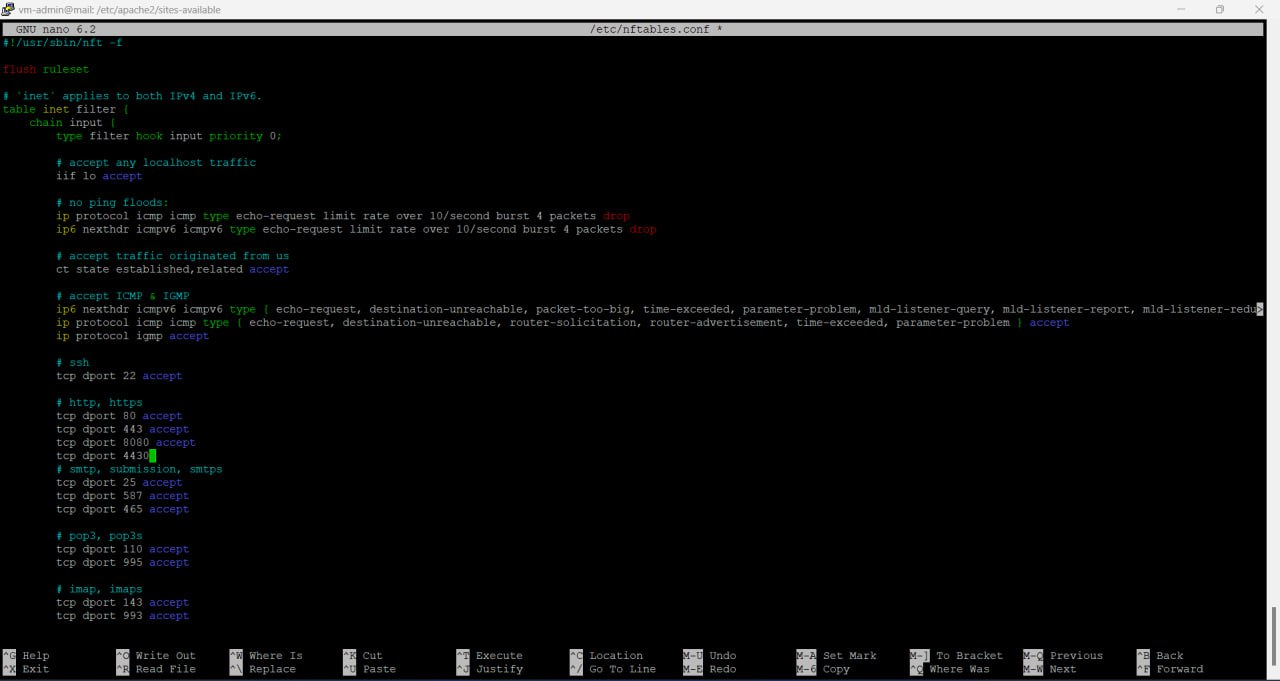 vm-admin@mail: /etc/apache2/sites-available
GNU nano 6.2 /etc/nftables.conf *
#!/usr/sbin/nft -f
flush ruleset
# 'inet' applies to both IPv4 and IPv6.
table inet filter {
chain input {
type filter hook input priority 0;
# accept any localhost traffic
iif lo accept
# no ping floods:
ip protocol icmp icmp type echo-request limit rate over 10/second burst 4 packets drop
ip6 nexthdr icmpv6 icmpv6 type echo-request limit rate over 10/second burst 4 packets drop
# accept traffic originated from us
ct state established,related accept
# accept ICMP & IGMP
ip6 nexthdr icmpv6 icmpv6 type { echo-request, destination-unreachable, packet-too-big, time-exceeded, parameter-problem, mld-listener-query, mld-listener-report, mld-listener-redu>
ip protocol icmp icmp type { echo-request, destination-unreachable, router-solicitation, router-advertisement, time-exceeded, parameter-problem } accept
ip protocol igmp accept
# ssh
tcp dport 22 accept
# http, https
tcp dport 80 accept
tcp dport 443 accept
tcp dport 8080 accept
tcp dport 4430
# smtp, submission, smtps
tcp dport 25 accept
tcp dport 587 accept
tcp dport 465 accept
# pop3, pop3s
tcp dport 110 accept
tcp dport 995 accept
# imap, imaps
tcp dport 143 accept
tcp dport 993 accept
^G Help ^O Write Out ^W Where Is ^K Cut ^T Execute ^C Location M-U Undo M-A Set Mark M-] To Bracket M-Q Previous ^B Back
^X Exit ^R Read File ^\ Replace ^U Paste ^J Justify ^/ Go To Line M-E Redo M-6 Copy ^Q Where Was M-W Next ^F Forward